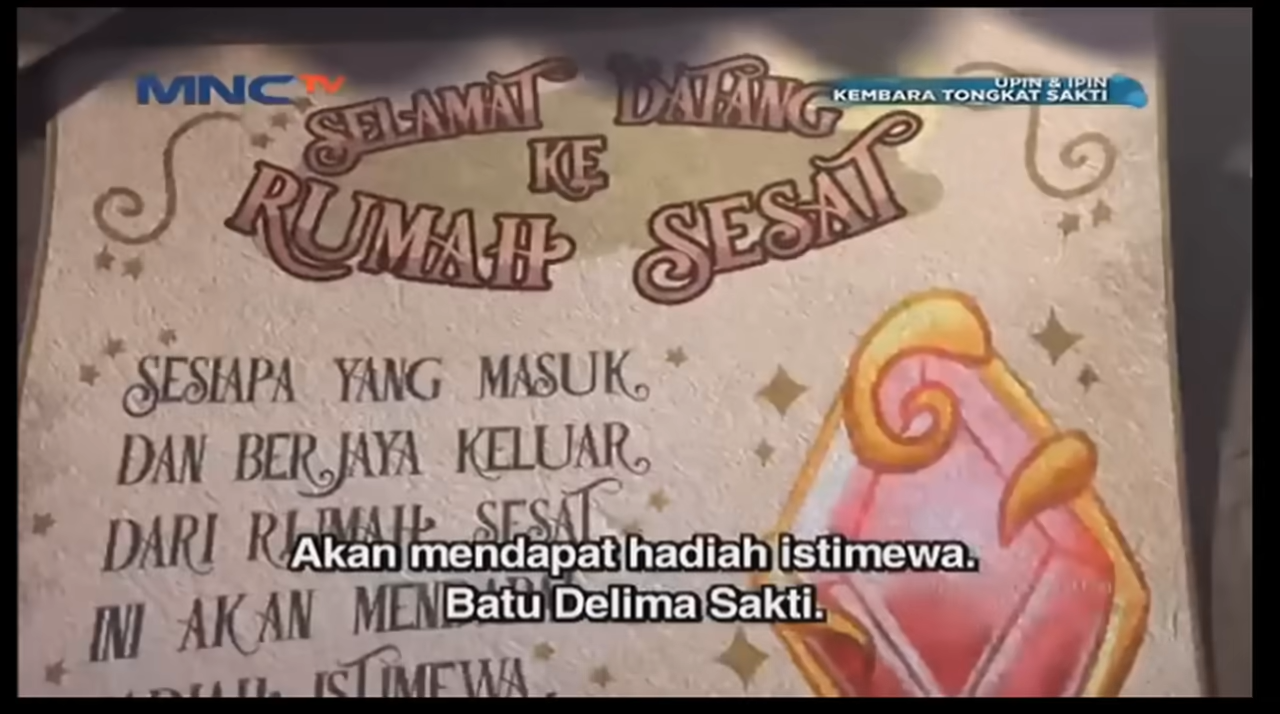 MNCTV
UPIN & IPIN
KEMBARA TONGKAT SAKTI
SELAMAT DATANG
KE
RUMAH SESAT
SESIAPA YANG MASUK
DAN BERJAYA KELUAR
DARI RUMAH SESAT
INI AKAN
ISTIMEWA.
Akan mendapat hadiah istimewa.
Batu Delima Sakti.